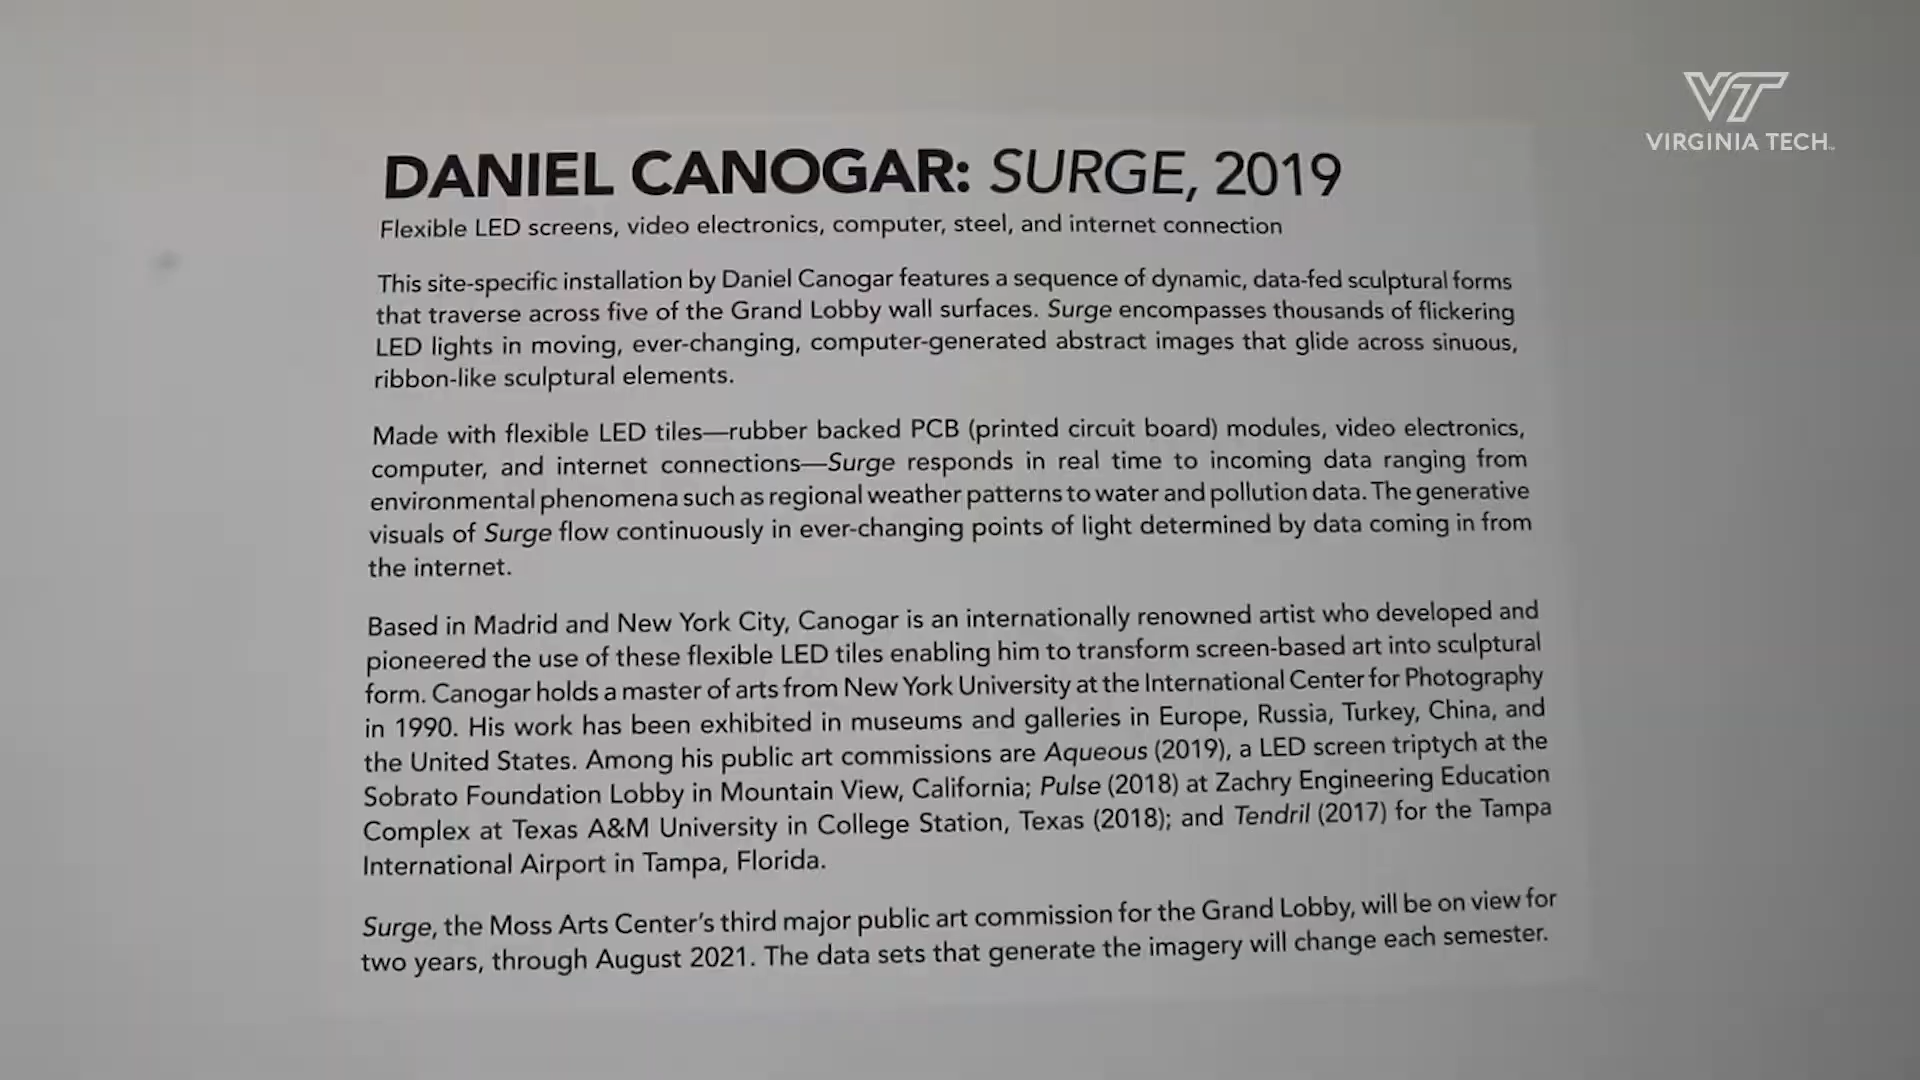 VIRGINIA TECH
DANIEL CANOGAR: SURGE, 2019
Flexible LED screens, video electronics, computer, steel, and internet connection
This site-specific installation by Daniel Canogar features a sequence of dynamic, data-fed sculptural forms
that traverse across five of the Grand Lobby wall surfaces. Surge encompasses thousands of flickering
LED lights in moving, ever-changing, computer-generated abstract images that glide across sinuous,
ribbon-like sculptural elements.
Made with flexible LED tiles—rubber backed PCB (printed circuit board) modules, video electronics,
computer, and internet connections—Surge responds in real time to incoming data ranging from
environmental phenomena such as regional weather patterns to water and pollution data. The generative
visuals of Surge flow continuously in ever-changing points of light determined by data coming in from
the internet.
Based in Madrid and New York City, Canogar is an internationally renowned artist who developed and
pioneered the use of these flexible LED tiles enabling him to transform screen-based art into sculptural
form. Canogar holds a master of arts from New York University at the International Center for Photography
in 1990. His work has been exhibited in museums and galleries in Europe, Russia, Turkey, China, and
the United States. Among his public art commissions are Aqueous (2019), a LED screen triptych at the
Sobrato Foundation Lobby in Mountain View, California; Pulse (2018) at Zachry Engineering Education
Complex at Texas A&M University in College Station, Texas (2018); and Tendril (2017) for the Tampa
International Airport in Tampa, Florida.
Surge, the Moss Arts Center's third major public art commission for the Grand Lobby, will be on view for
two years, through August 2021. The data sets that generate the imagery will change each semester.